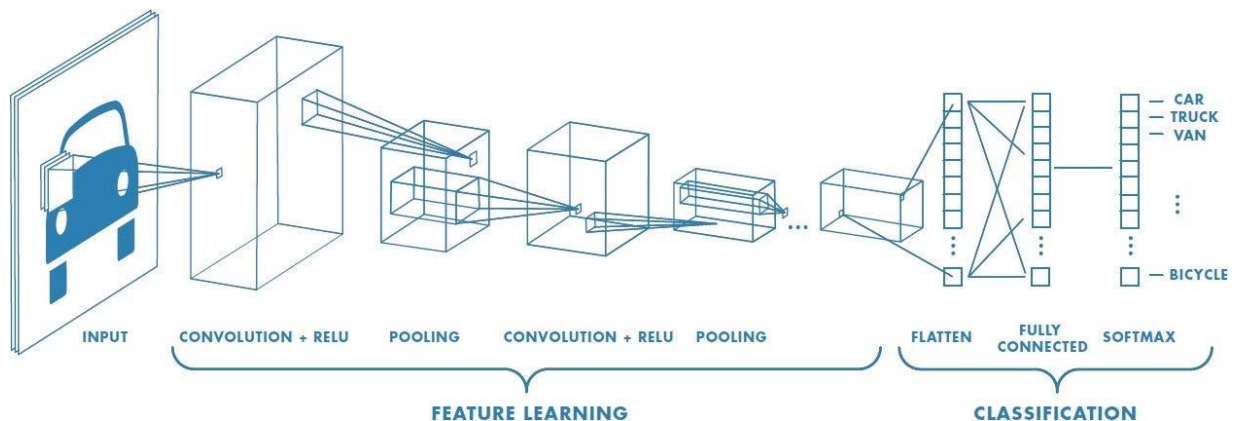 CAR
TRUCK
VAN
BICYCLE
INPUT
CONVOLUTION + RELU
POOLING
CONVOLUTION + RELU
POOLING
FLATTEN
FULLY
CONNECTED
SOFTMAX
FEATURE LEARNING
CLASSIFICATION